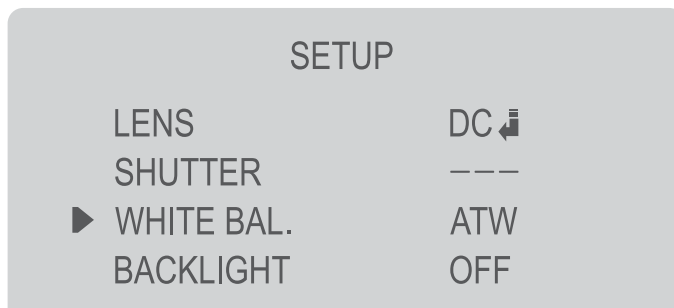 SETUP
LENS DC
SHUTTER ---
WHITE BAL. ATW
BACKLIGHT OFF